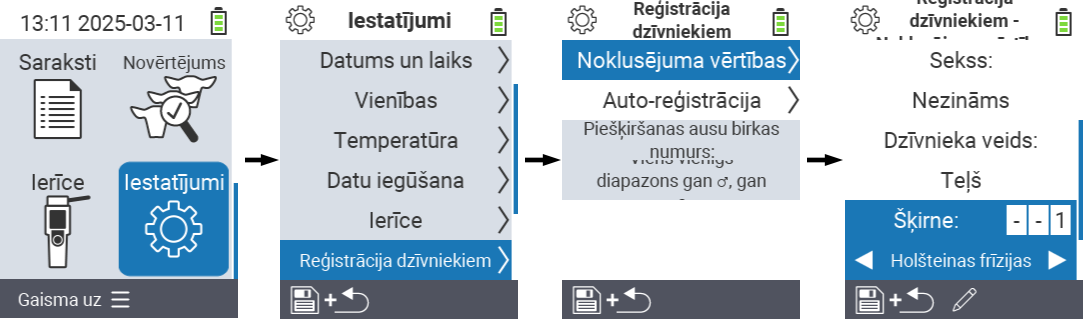 13:11 2025-03-11
Saraksti
Novērtējums
Ierīce
Iestatījumi
Gaisma uz
Iestatījumi
Datums un laiks
Vienības
Temperatūra
Datu iegūšana
Ierīce
Reģistrācija dzīvniekiem
+
Reģistrācija
dzīvniekiem
Noklusējuma vērtības
Auto-reģistrācija
Piešķiršanas ausu birkas
numurs:
diapazons gan ♂, gan
+
Reģistrācija
dzīvniekiem -
Sekss:
Nezināms
Dzīvnieka veids:
Teļš
Šķirne: - - 1
Holšteinas frīzijas
+